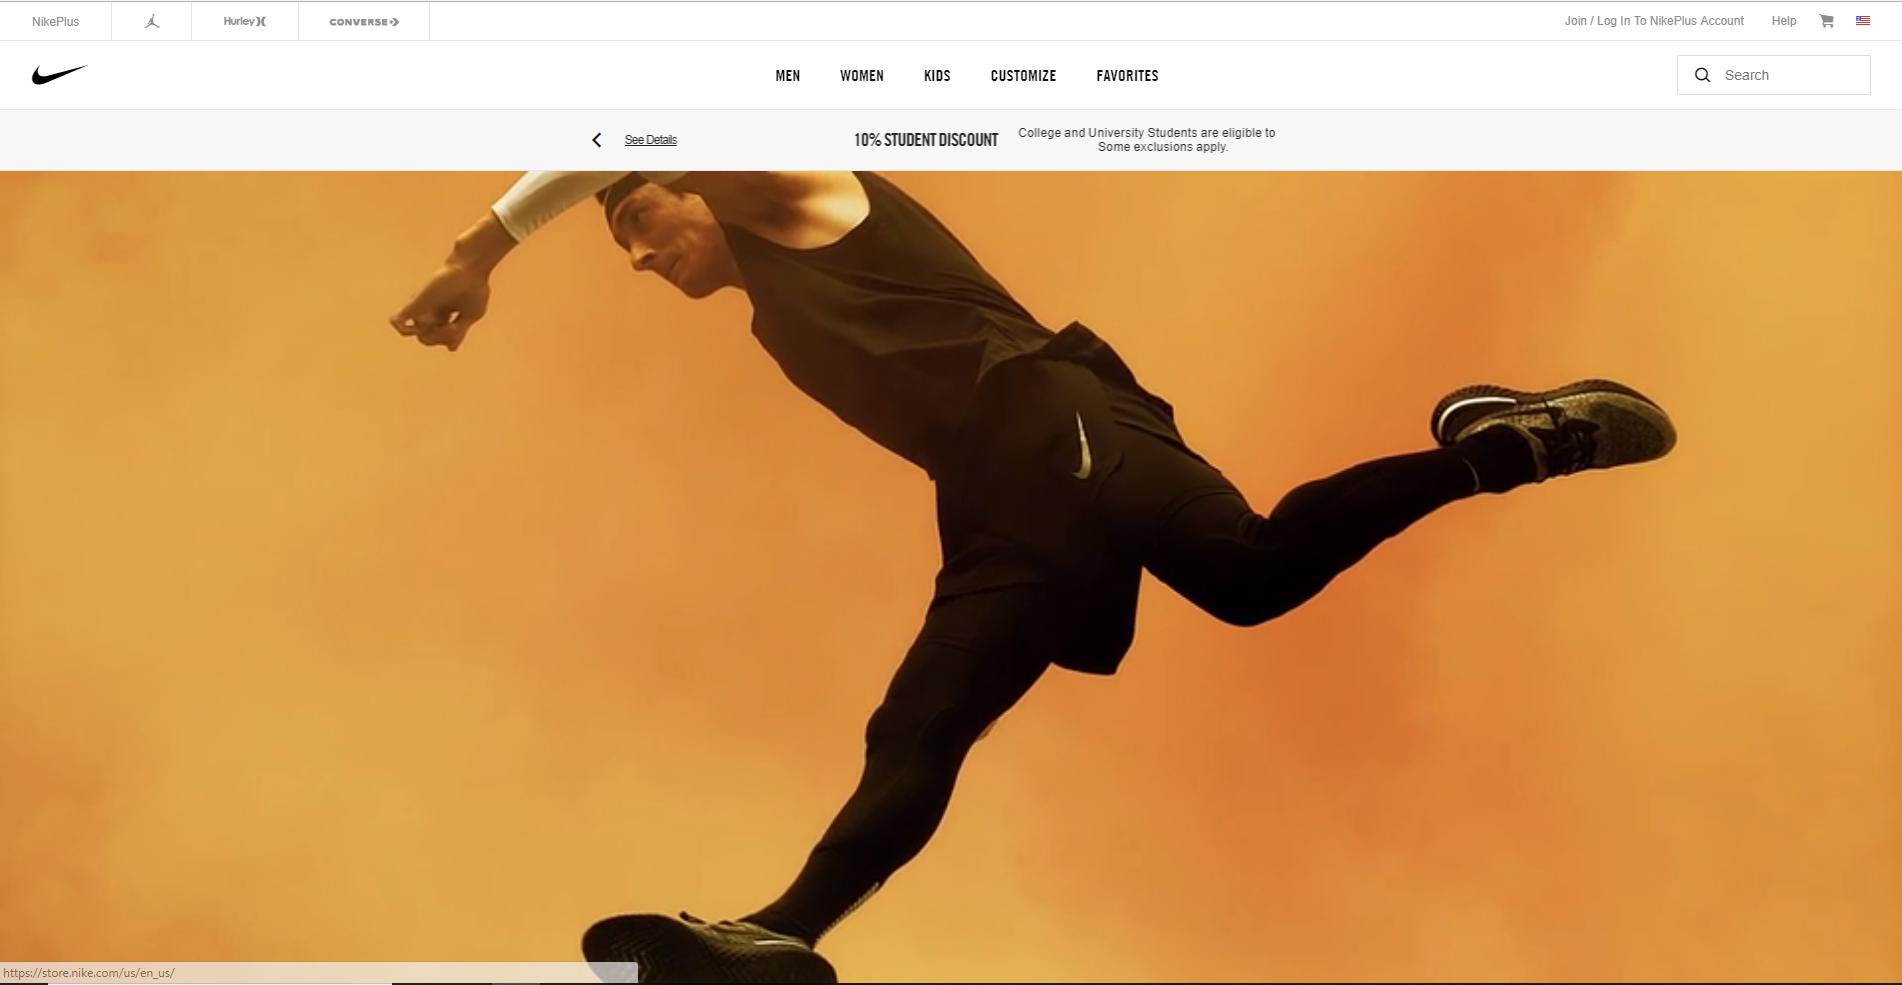 NikePlus
Hurley
CONVERSE
Join / Log In To NikePlus Account
Help
MEN
WOMEN
KIDS
CUSTOMIZE
FAVORITES
Search
See Details
10% STUDENT DISCOUNT
College and University Students are eligible to
Some exclusions apply.
https://store.nike.com/us/en_us/